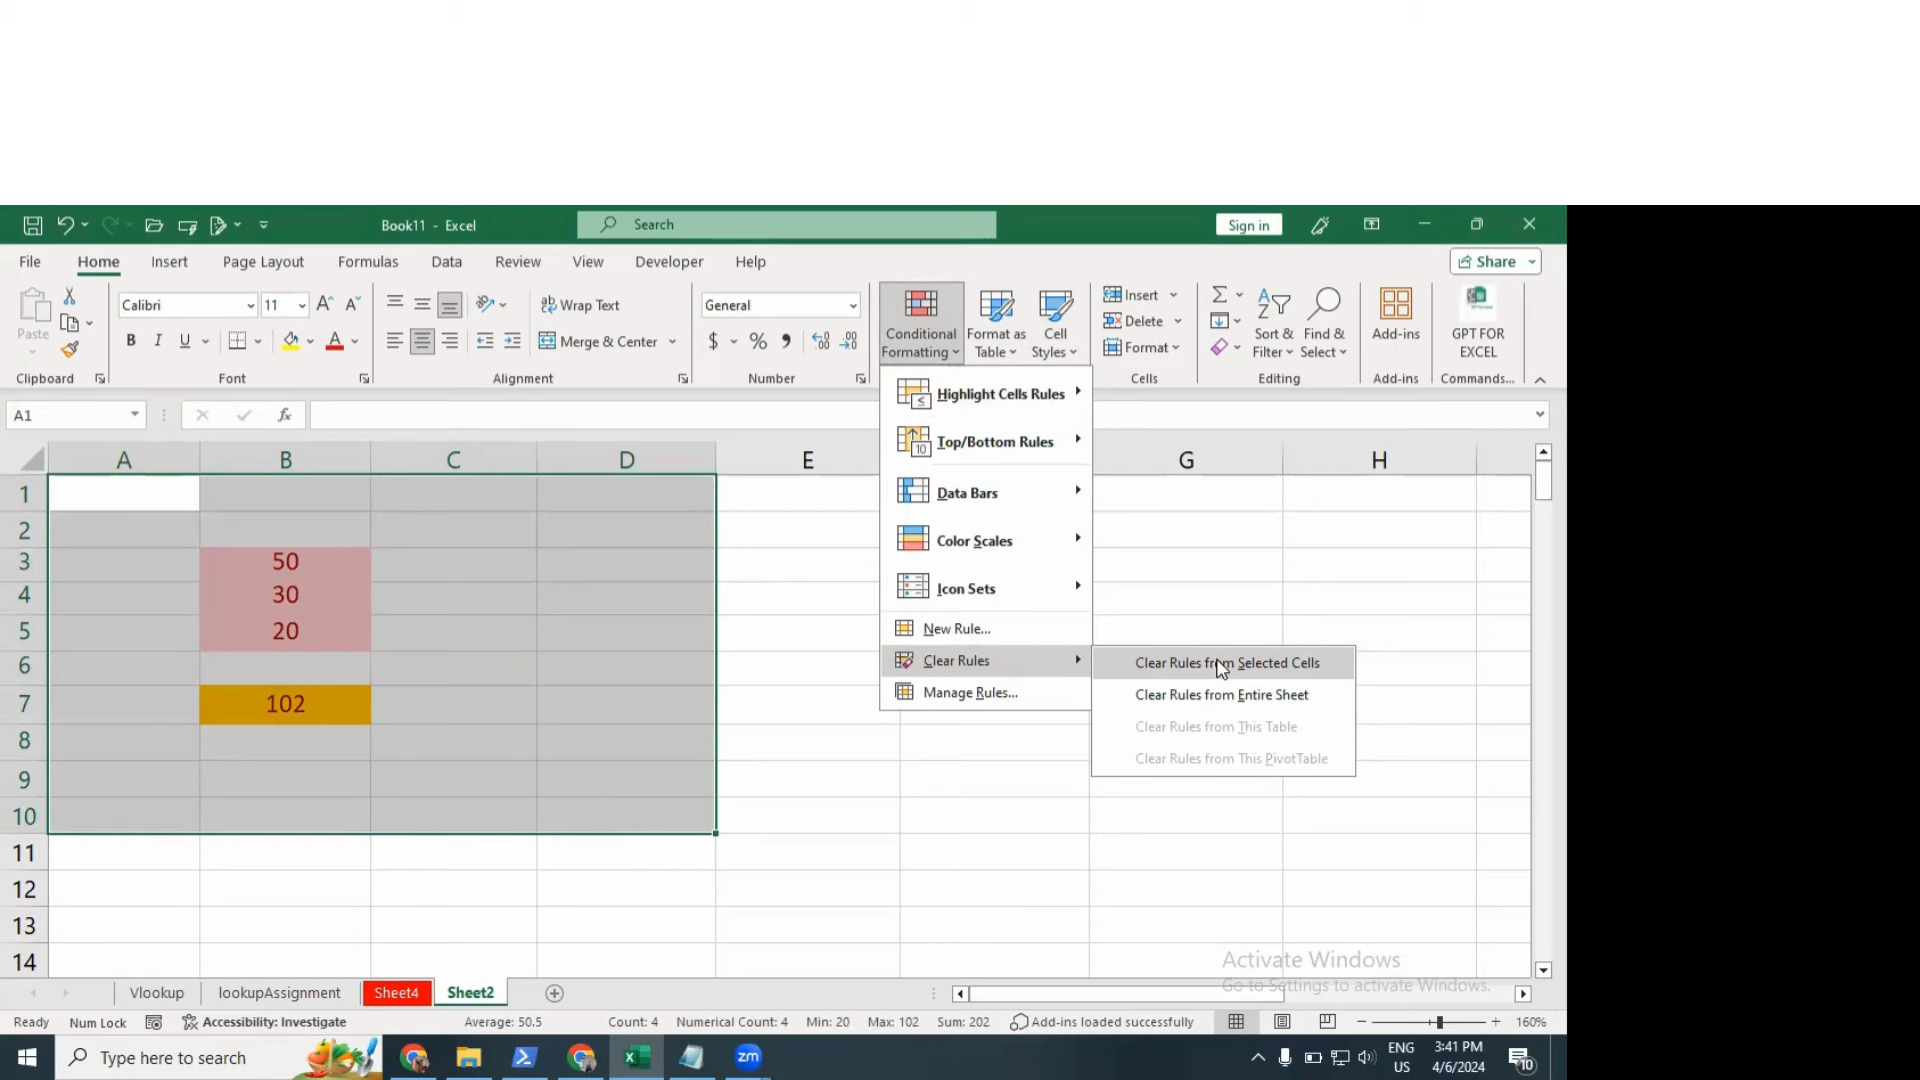 Book11 - Excel
Search
Sign in
File
Home
Insert
Page Layout
Formulas
Data
Review
View
Developer
Help
Share
Paste
Clipboard
Calibri
11
B I U
Font
Wrap Text
Merge & Center
Alignment
General
$ % ,
Number
Conditional Formatting
Format as Table
Cell Styles
Insert
Delete
Format
Cells
Sort & Filter
Find & Select
Editing
Add-ins
Add-ins
GPT FOR EXCEL
Commands...
A1
fx
Highlight Cells Rules
Top/Bottom Rules
Data Bars
Color Scales
Icon Sets
New Rule...
Clear Rules
Manage Rules...
Clear Rules from Selected Cells
Clear Rules from Entire Sheet
Clear Rules from This Table
Clear Rules from This PivotTable
A B C D E G H
1
2
3 50
4 30
5 20
6
7 102
8
9
10
11
12
13
14
Activate Windows
Go to Settings to activate Windows.
Vlookup
lookupAssignment
Sheet4
Sheet2
Ready
Num Lock
Accessibility: Investigate
Average: 50.5
Count: 4
Numerical Count: 4
Min: 20
Max: 102
Sum: 202
Add-ins loaded successfully
160%
Type here to search
zm
ENG
US
3:41 PM
4/6/2024
10